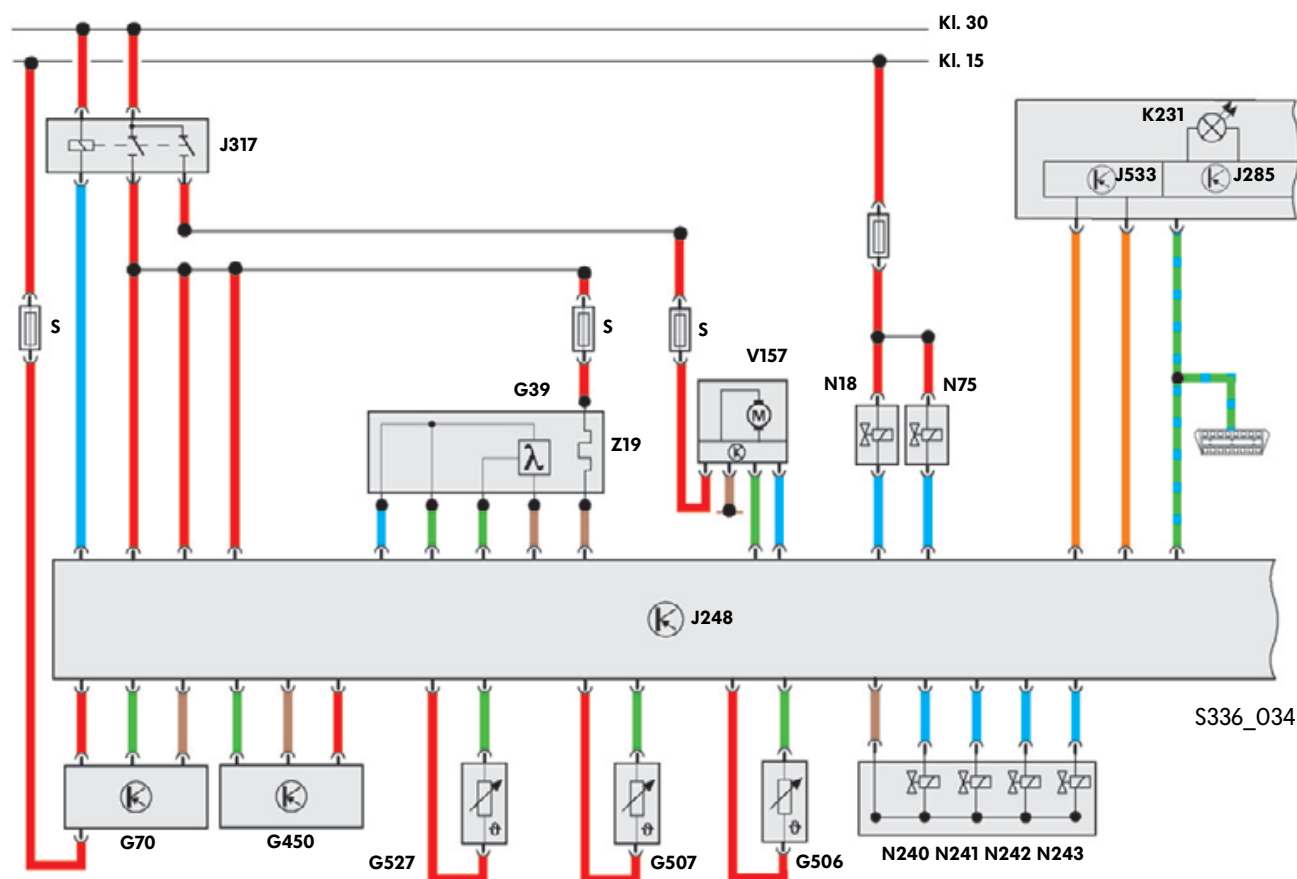 Kl. 30
Kl. 15
K231
J317
J533
J285
S
S
S
V157
N18
N75
G39
M
Z19
λ
J248
S336_034
ϑ
ϑ
ϑ
G70
G450
G527
G507
G506
N240 N241 N242 N243